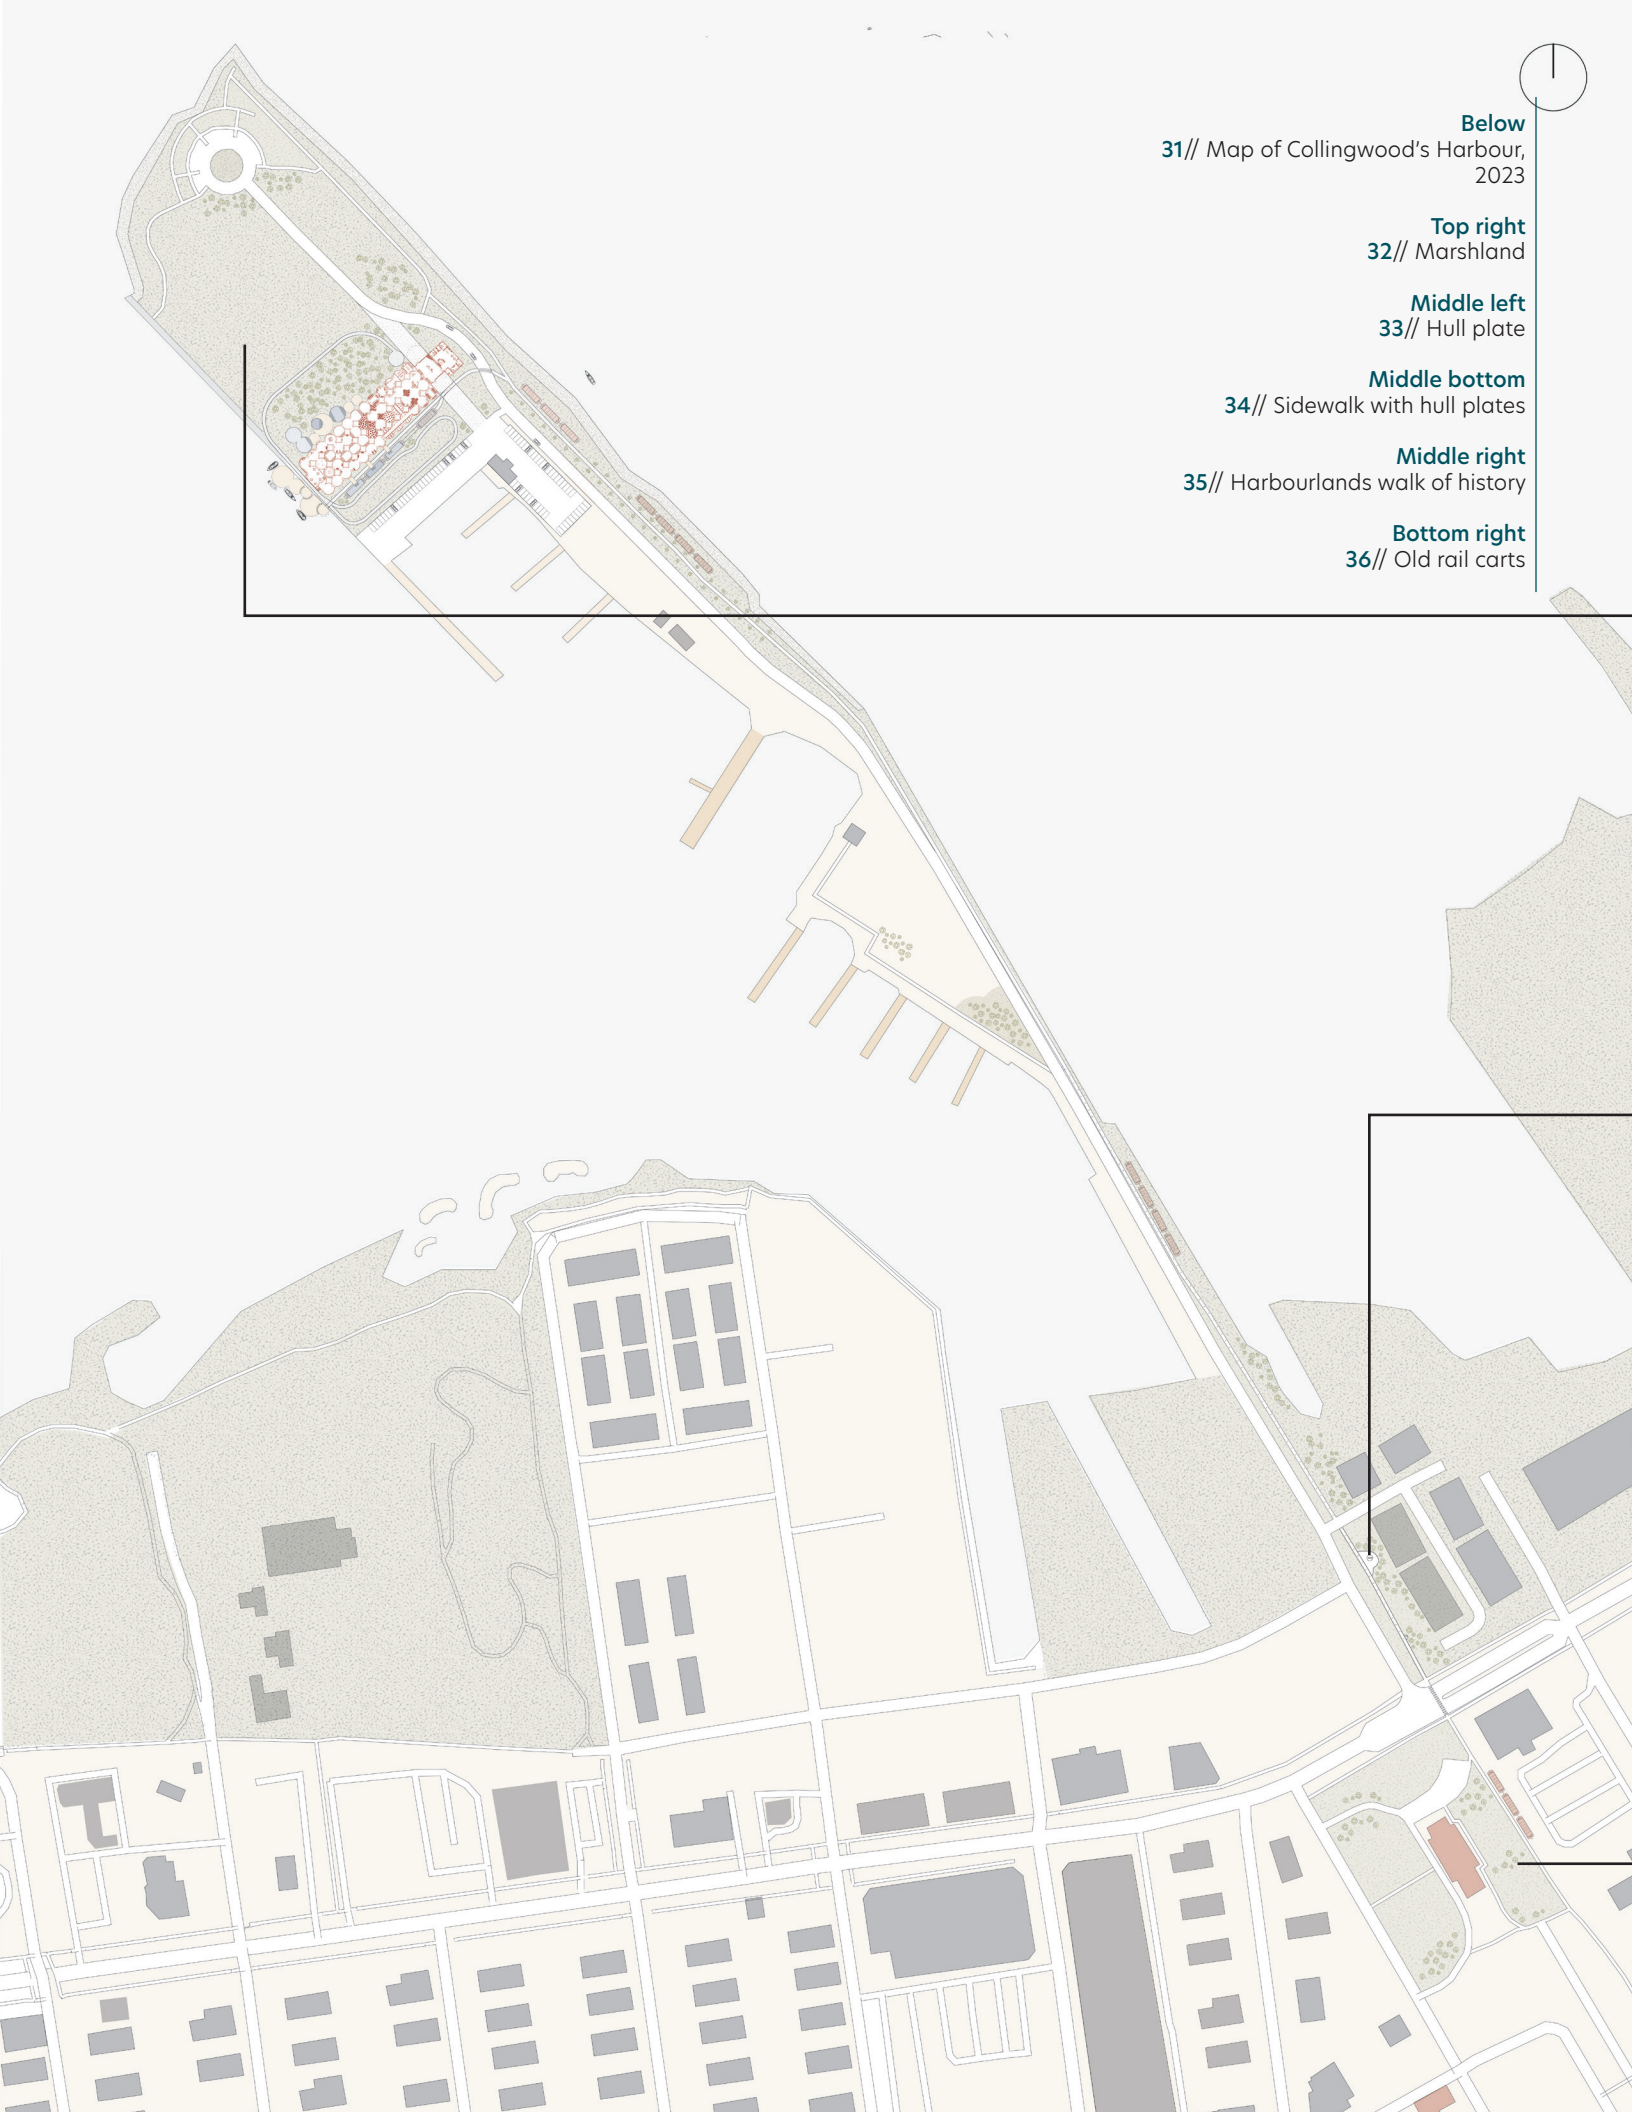 Below
31// Map of Collingwood's Harbour,
2023
Top right
32// Marshland
Middle left
33// Hull plate
Middle bottom
34// Sidewalk with hull plates
Middle right
35// Harbourlands walk of history
Bottom right
36// Old rail carts